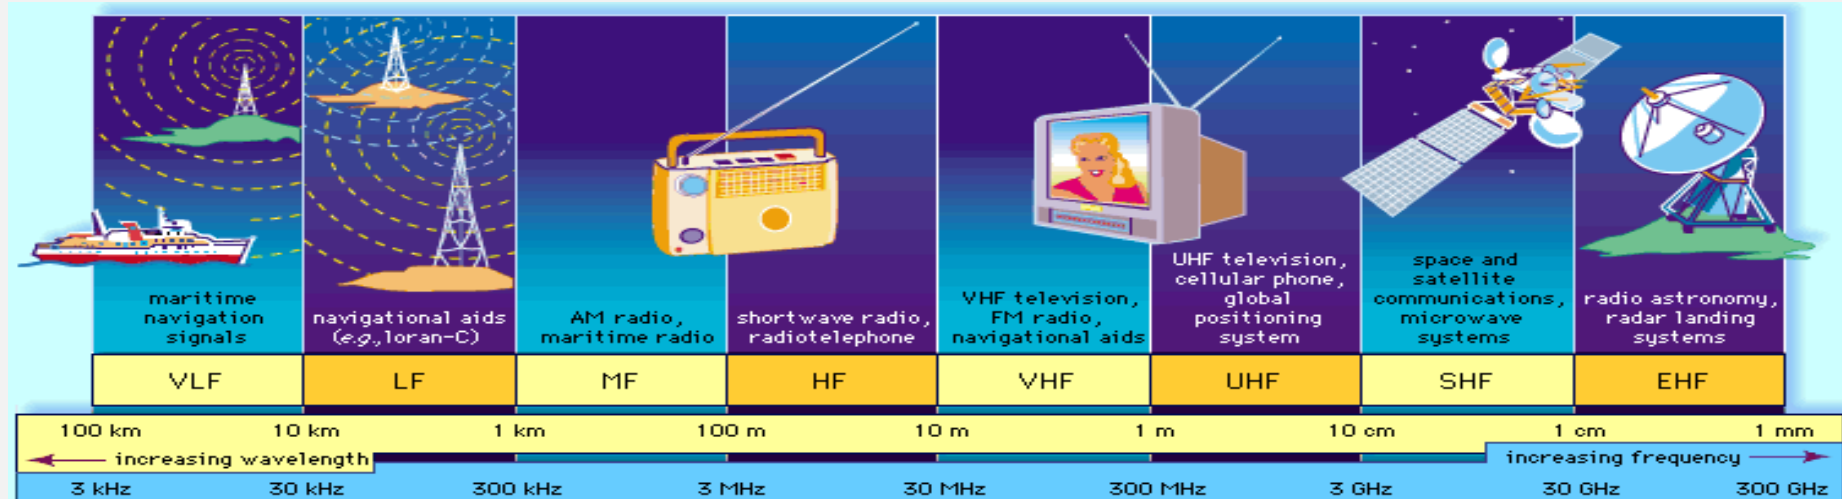 maritime
navigation
signals
navigational aids
(e.g.,loran-C)
AM radio,
maritime radio
shortwave radio,
radiotelephone
VHF television,
FM radio,
navigational aids
UHF television,
cellular phone,
global
positioning
system
space and
satellite
communications,
microwave
systems
radio astronomy,
radar landing
systems
VLF LF MF HF VHF UHF SHF EHF
100 km 10 km 1 km 100 m 10 m 1 m 10 cm 1 cm 1 mm
increasing wavelength increasing frequency
3 kHz 30 kHz 300 kHz 3 MHz 30 MHz 300 MHz 3 GHz 30 GHz 300 GHz